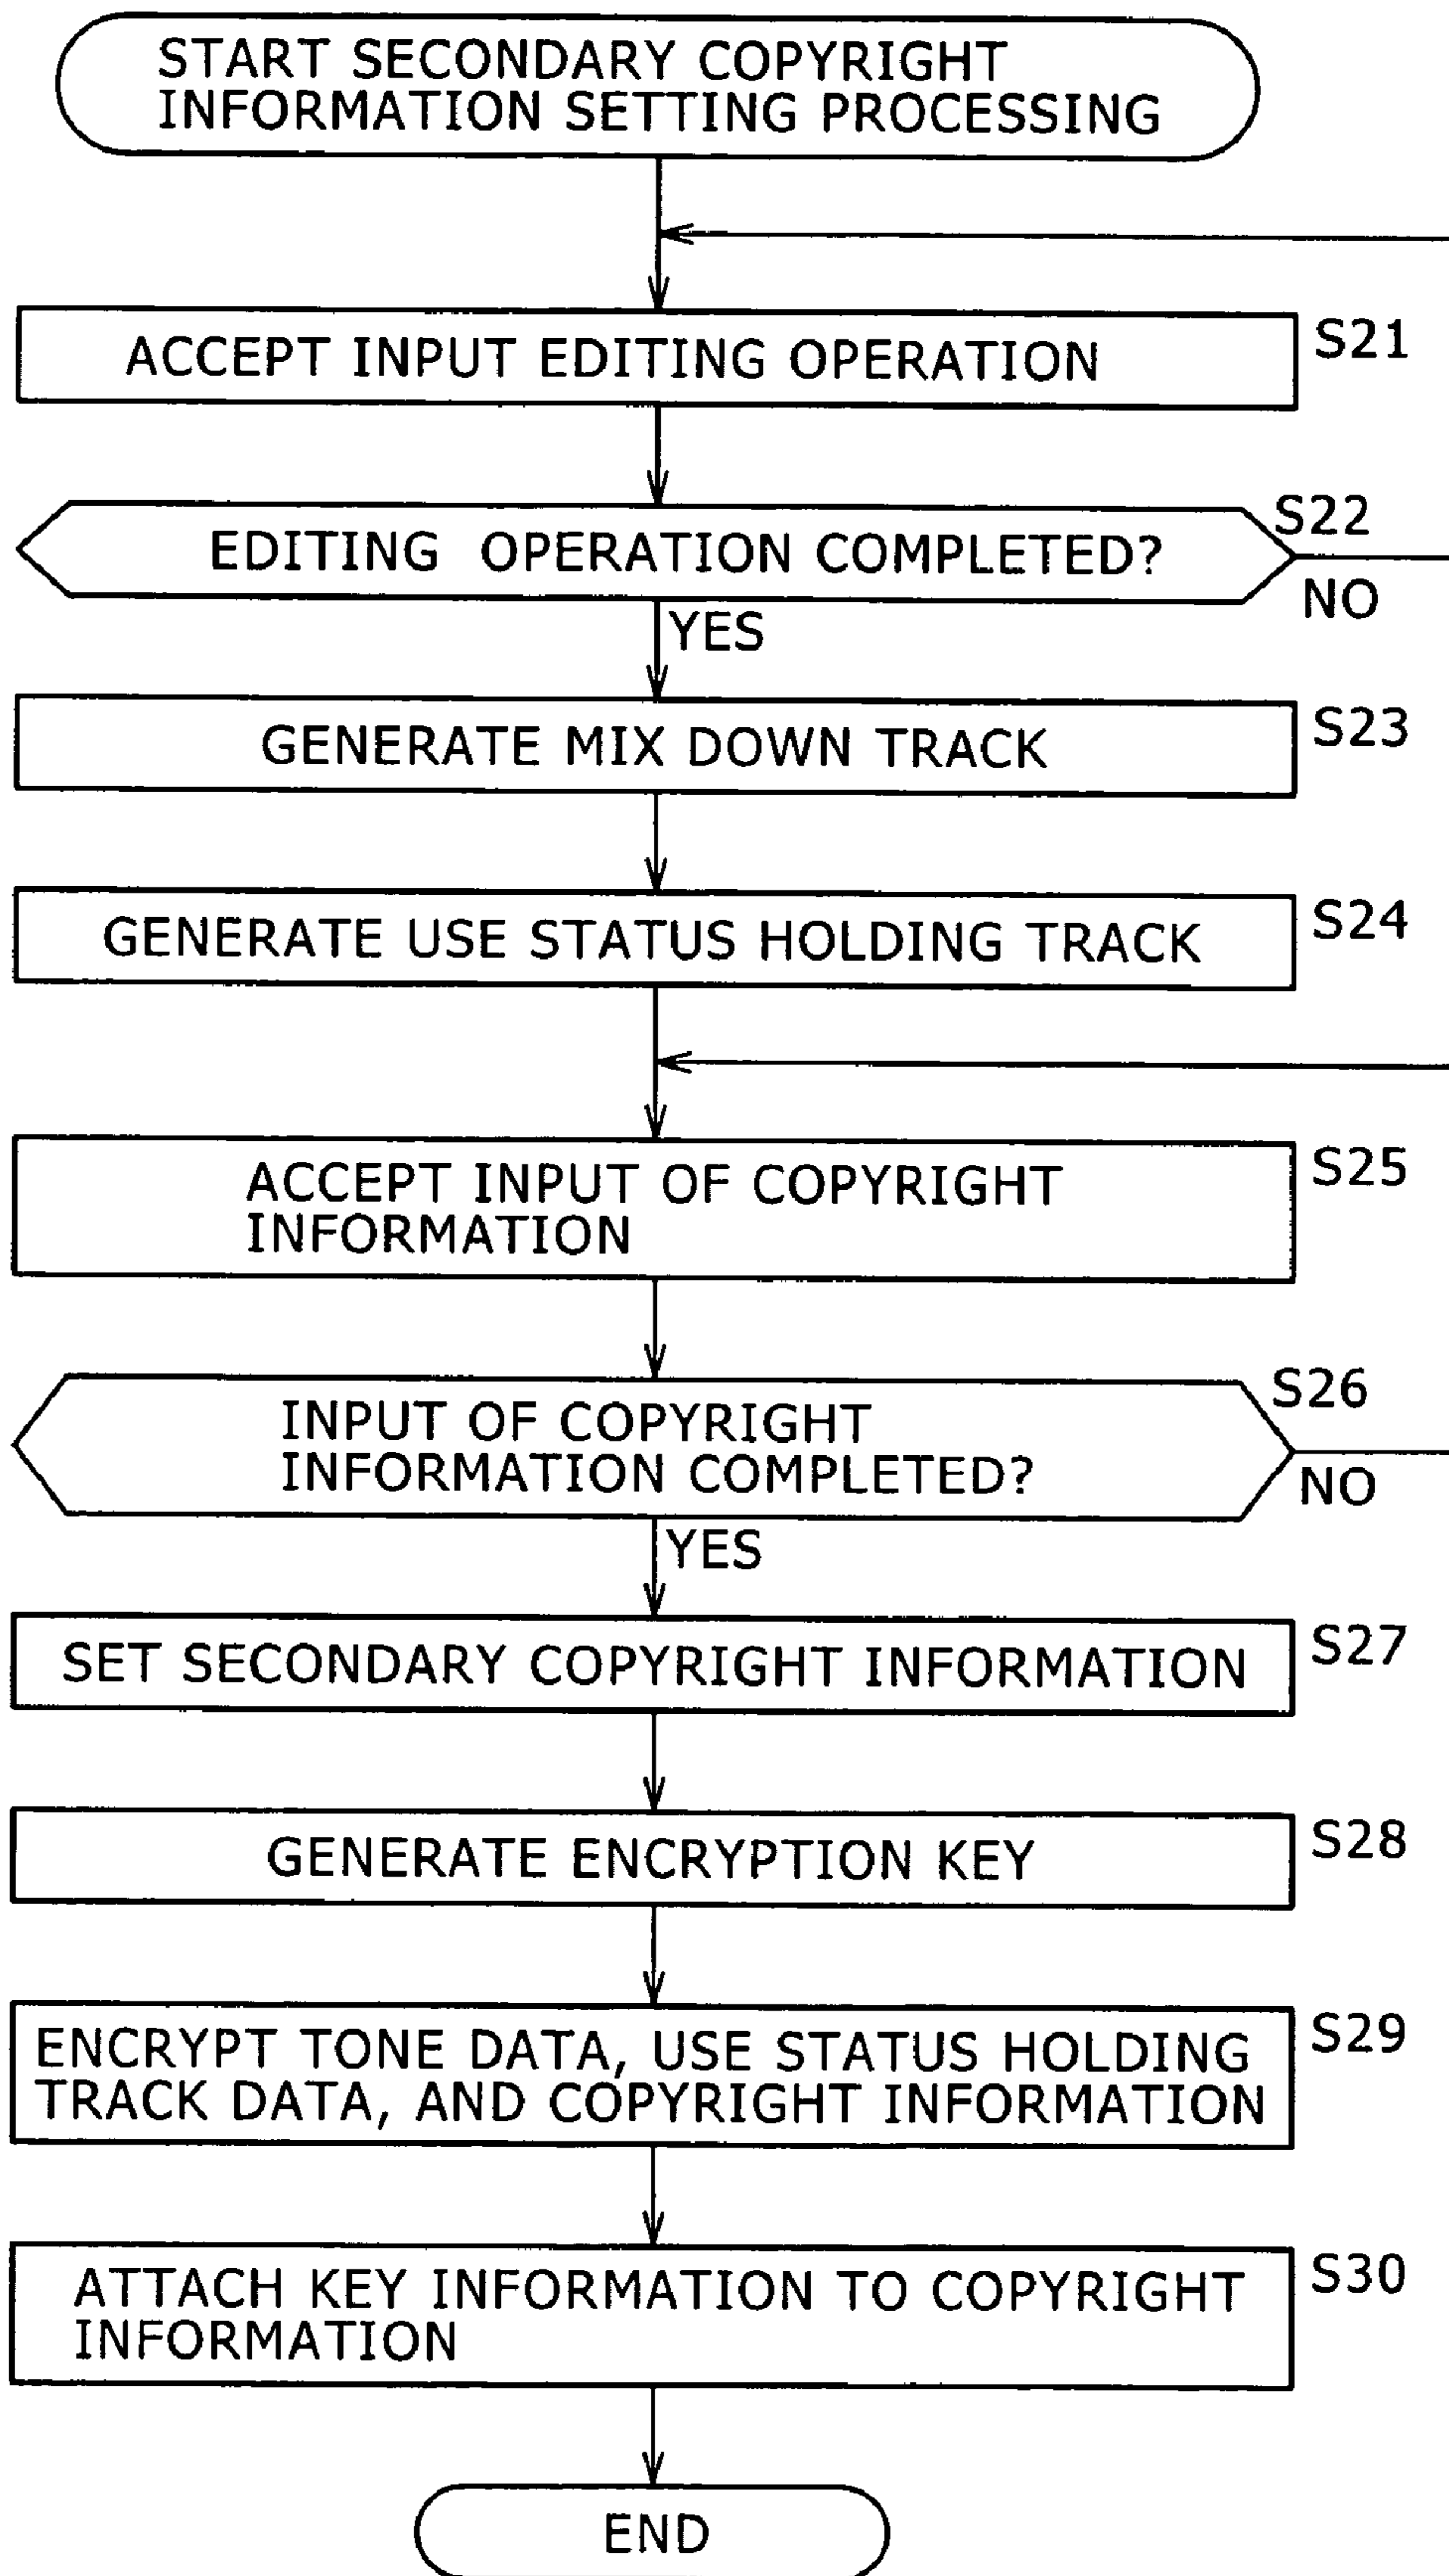 START SECONDARY COPYRIGHT
INFORMATION SETTING PROCESSING
ACCEPT INPUT EDITING OPERATION
S21
EDITING OPERATION COMPLETED?
S22
NO
YES
GENERATE MIX DOWN TRACK
S23
GENERATE USE STATUS HOLDING TRACK
S24
ACCEPT INPUT OF COPYRIGHT
INFORMATION
S25
INPUT OF COPYRIGHT
INFORMATION COMPLETED?
S26
NO
YES
SET SECONDARY COPYRIGHT INFORMATION
S27
GENERATE ENCRYPTION KEY
S28
ENCRYPT TONE DATA, USE STATUS HOLDING
TRACK DATA, AND COPYRIGHT INFORMATION
S29
ATTACH KEY INFORMATION TO COPYRIGHT
INFORMATION
S30
END